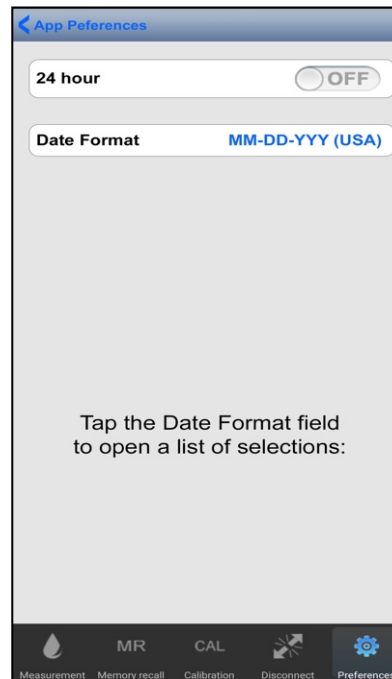 App Peferences
24 hour OFF
Date Format MM-DD-YYY (USA)
Tap the Date Format field
to open a list of selections:
MR CAL
Measurement Memory recall Calibration Disconnect Preference